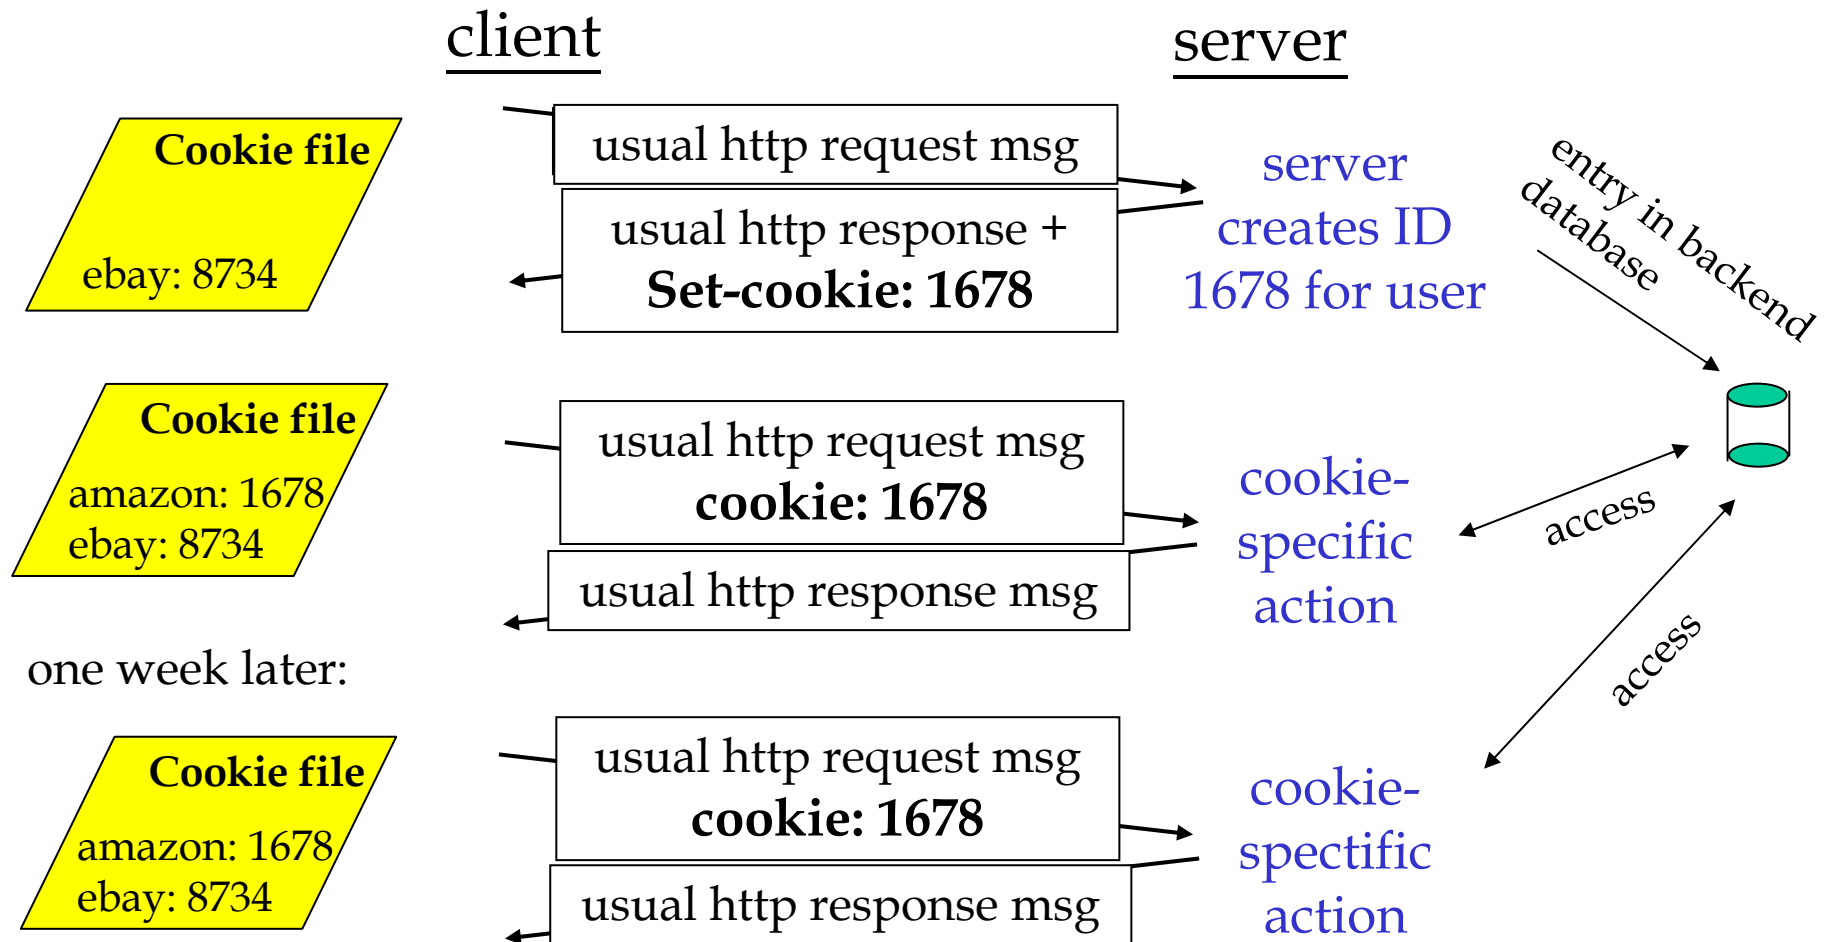 client
server
Cookie file
ebay: 8734
usual http request msg
usual http response +
Set-cookie: 1678
server
creates ID
1678 for user
entry in backend
database
Cookie file
amazon: 1678
ebay: 8734
usual http request msg
cookie: 1678
usual http response msg
cookie-
specific
action
access
access
one week later:
Cookie file
amazon: 1678
ebay: 8734
usual http request msg
cookie: 1678
usual http response msg
cookie-
spectific
action